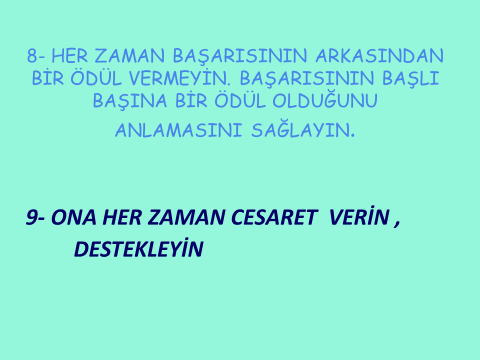 8- HER ZAMAN BAŞARISININ ARKASINDAN
BİR ÖDÜL VERMEYİN. BAŞARISININ BAŞLI
BAŞINA BİR ÖDÜL OLDUĞUNU
ANLAMASINI SAĞLAYIN.
9- ONA HER ZAMAN CESARET VERİN ,
DESTEKLEYİN